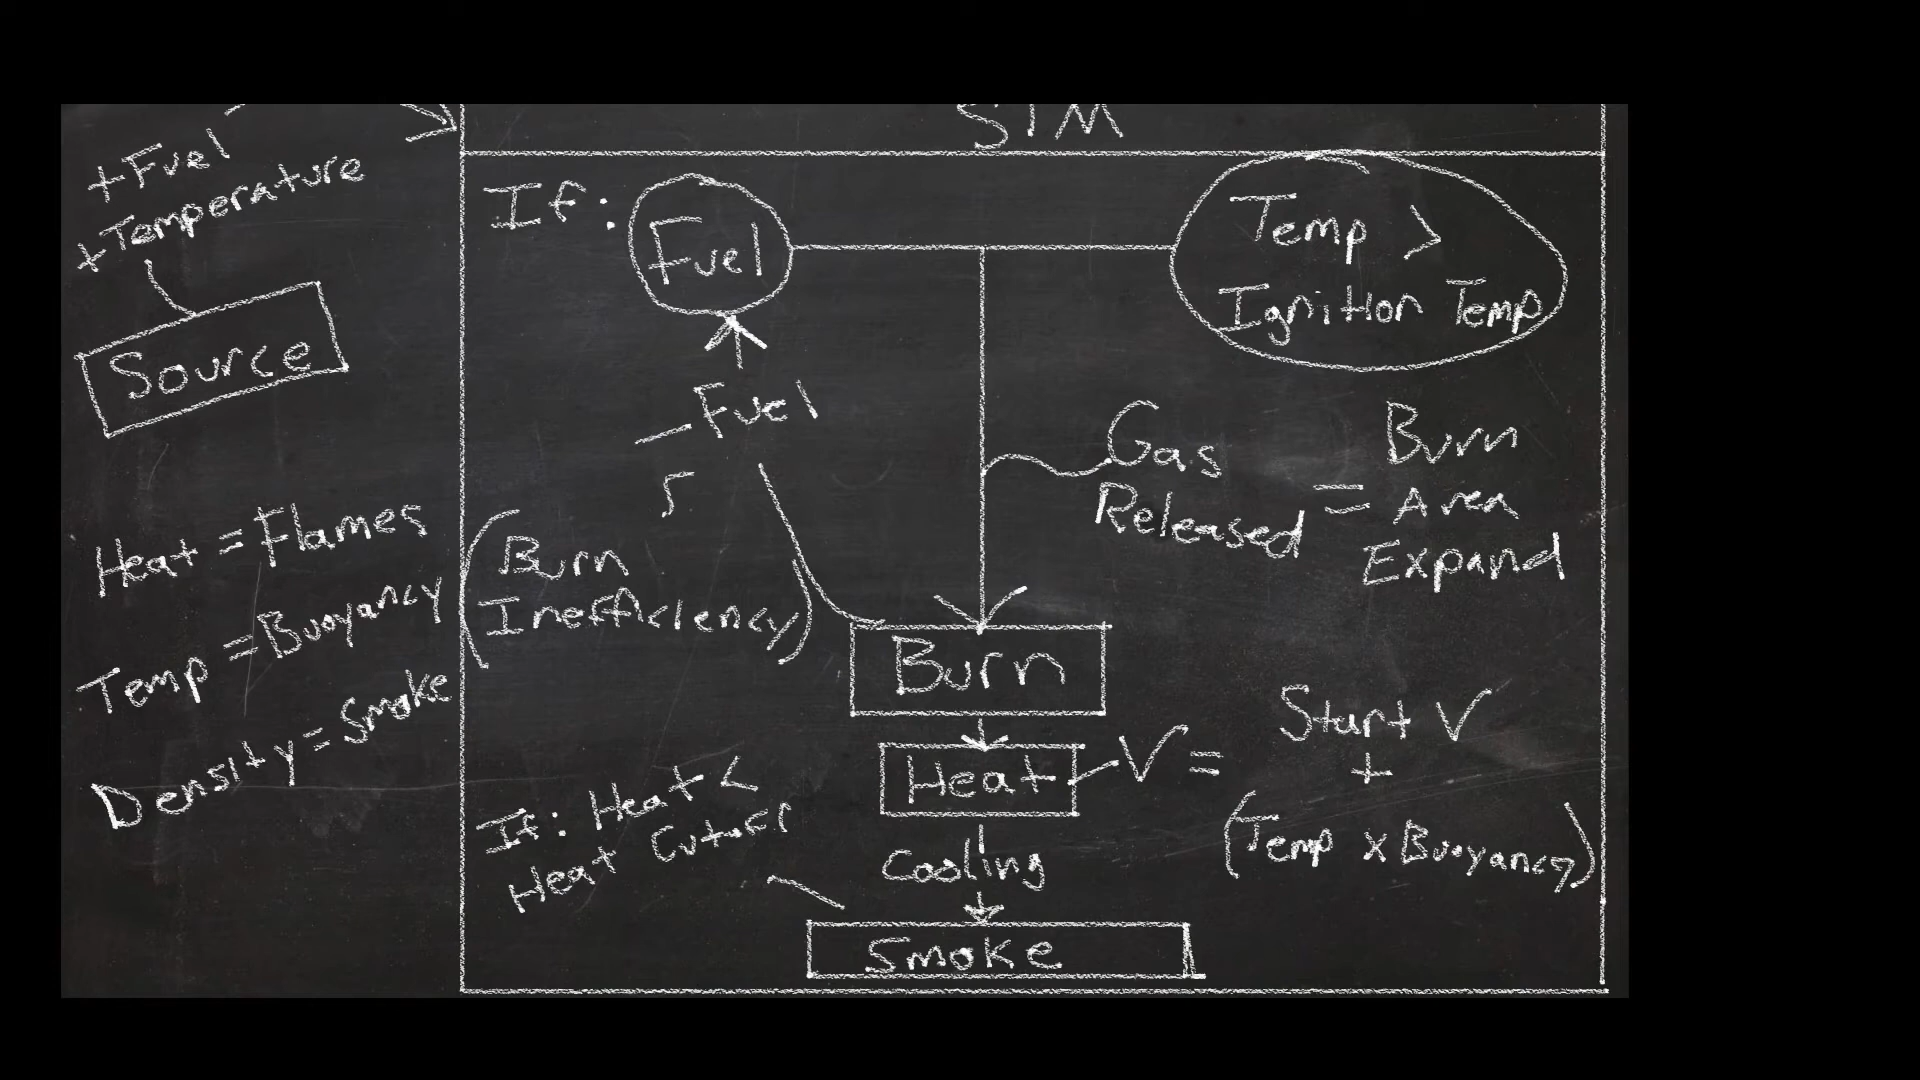 SIM
+Fuel
+Temperature
Source
Heat = Flames
Temp = Buoyancy
Density = Smoke
If:
Fuel
Temp >
Ignition Temp
- Fuel
(Burn
Inefficiency)
Gas
Released
=
Burn
Area
Expand
Burn
Heat
V =
Start V
+
(Temp x Buoyancy)
If: Heat <
Heat Cutoff
Cooling
Smoke